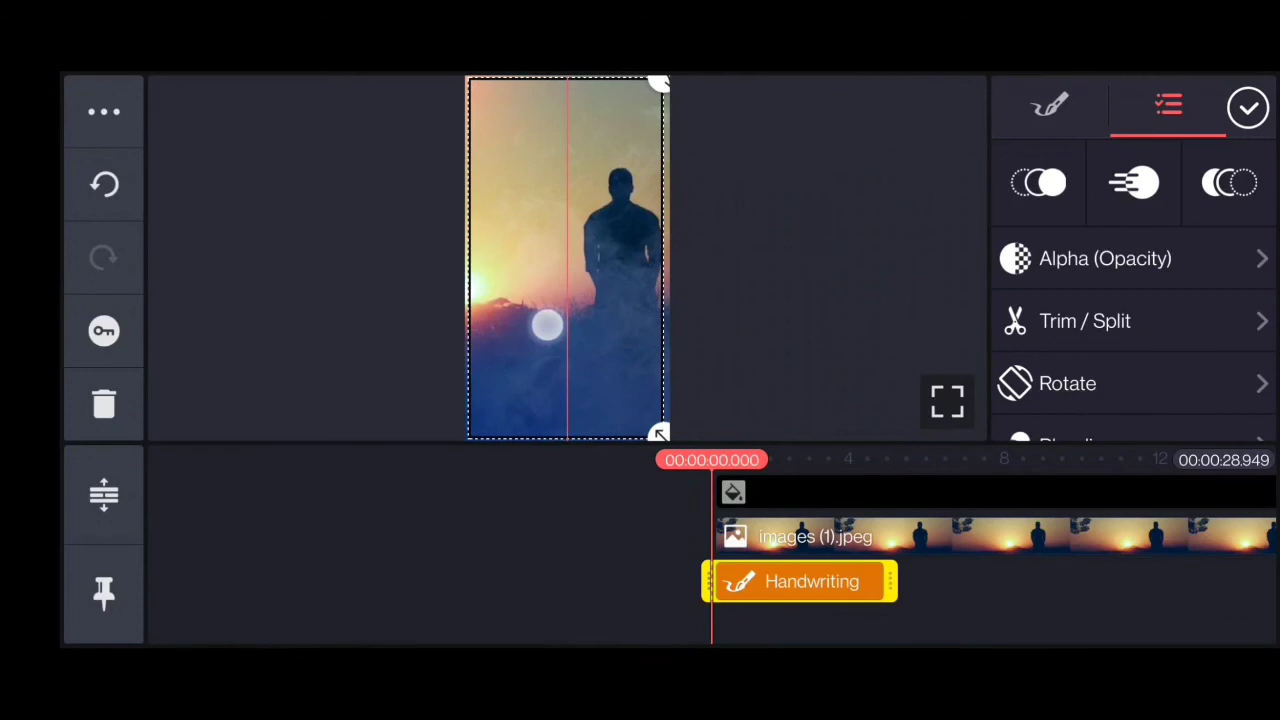 Alpha (Opacity)
Trim / Split
Rotate
00:00:00.000
4
8
12
00:00:28.949
images (1).jpeg
Handwriting